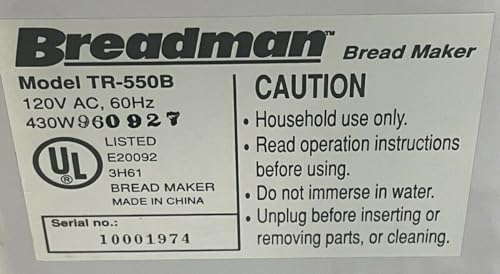 Breadman™ Bread Maker
Model TR-550B
120V AC, 60Hz
430W960927
UL
®
LISTED
E20092
3H61
BREAD MAKER
MADE IN CHINA
Serial no.:
10001974
CAUTION
• Household use only.
• Read operation instructions
before using.
• Do not immerse in water.
• Unplug before inserting or
removing parts, or cleaning.